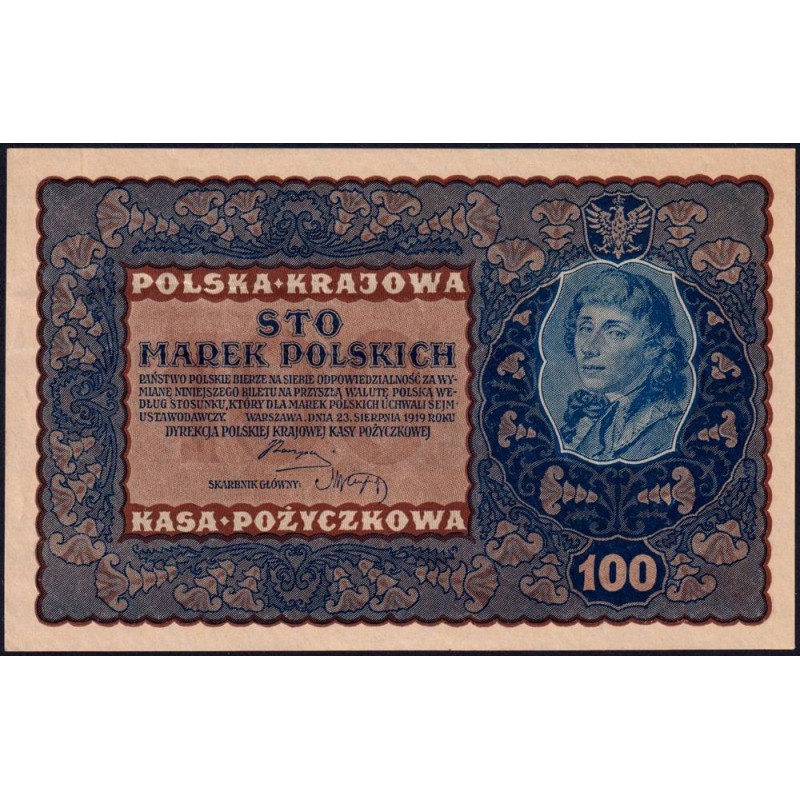 POLSKA•KRAJOWA
STO
MAREK POLSKICH
PAŃSTWO POLSKIE BIERZE NA SIEBIE ODPOWIEDZIALNOŚĆ ZA WY-
MIANĘ NINIEJSZEGO BILETU NA PRZYSZŁĄ WALUTĘ POLSKĄ WE-
DŁUG STOSUNKU, KTÓRY DLA MAREK POLSKICH UCHWALI SEJM-
USTAWODAWCZY. WARSZAWA, DNIA 23. SIERPNIA 1919 ROKU
DYREKCJA POLSKIEJ KRAJOWEJ KASY POŻYCZKOWEJ
SKARBNIK GŁÓWNY:
KASA•POŻYCZKOWA
100